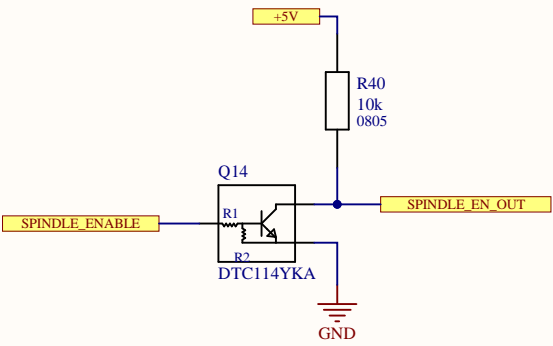 +5V
R40
10k
0805
Q14
R1
SPINDLE_EN_OUT
SPINDLE_ENABLE
R2
DTC114YKA
GND